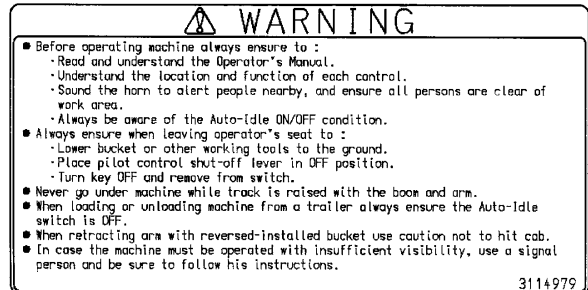 ⚠ WARNING
● Before operating machine always ensure to :
- Read and understand the Operator's Manual.
- Understand the location and function of each control.
- Sound the horn to alert people nearby, and ensure all persons are clear of
work area.
- Always be aware of the Auto-Idle ON/OFF condition.
● Always ensure when leaving operator's seat to :
- Lower bucket or other working tools to the ground.
- Place pilot control shut-off lever in OFF position.
- Turn key OFF and remove from switch.
● Never go under machine while track is raised with the boom and arm.
● When loading or unloading machine from a trailer always ensure the Auto-Idle
switch is OFF.
● When retracting arm with reversed-installed bucket use caution not to hit cab.
● In case the machine must be operated with insufficient visibility, use a signal
person and be sure to follow his instructions.
3114979